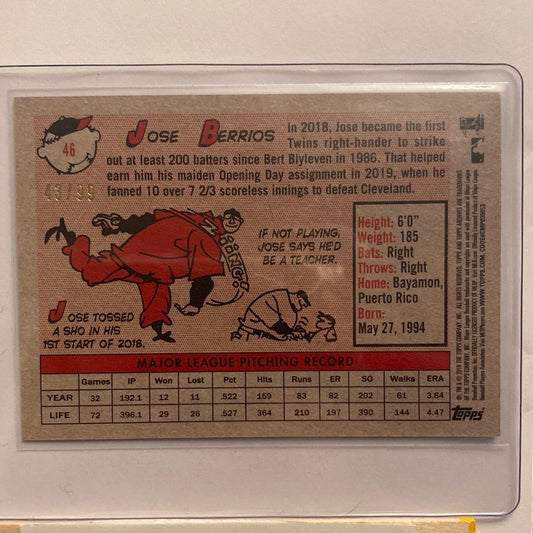 46
43/99
JOSE BERRIOS
In 2018, Jose became the first
Twins right-hander to strike
out at least 200 batters since Bert Blyleven in 1986. That helped
earn him his maiden Opening Day assignment in 2019, when he
fanned 10 over 7 2/3 scoreless innings to defeat Cleveland.
IF NOT PLAYING,
JOSE SAYS HE'D
BE A TEACHER.
JOSE TOSSED
A SHO IN HIS
1ST START OF 2018.
Height: 6'0"
Weight: 185
Bats: Right
Throws: Right
Home: Bayamon,
Puerto Rico
Born:
May 27, 1994
MAJOR LEAGUE PITCHING RECORD
Games IP Won Lost Pct Hits Runs ER SO Walks ERA
YEAR 32 192.1 12 11 .522 159 83 82 202 61 3.84
LIFE 72 396.1 29 26 .527 364 210 197 390 144 4.47
topps